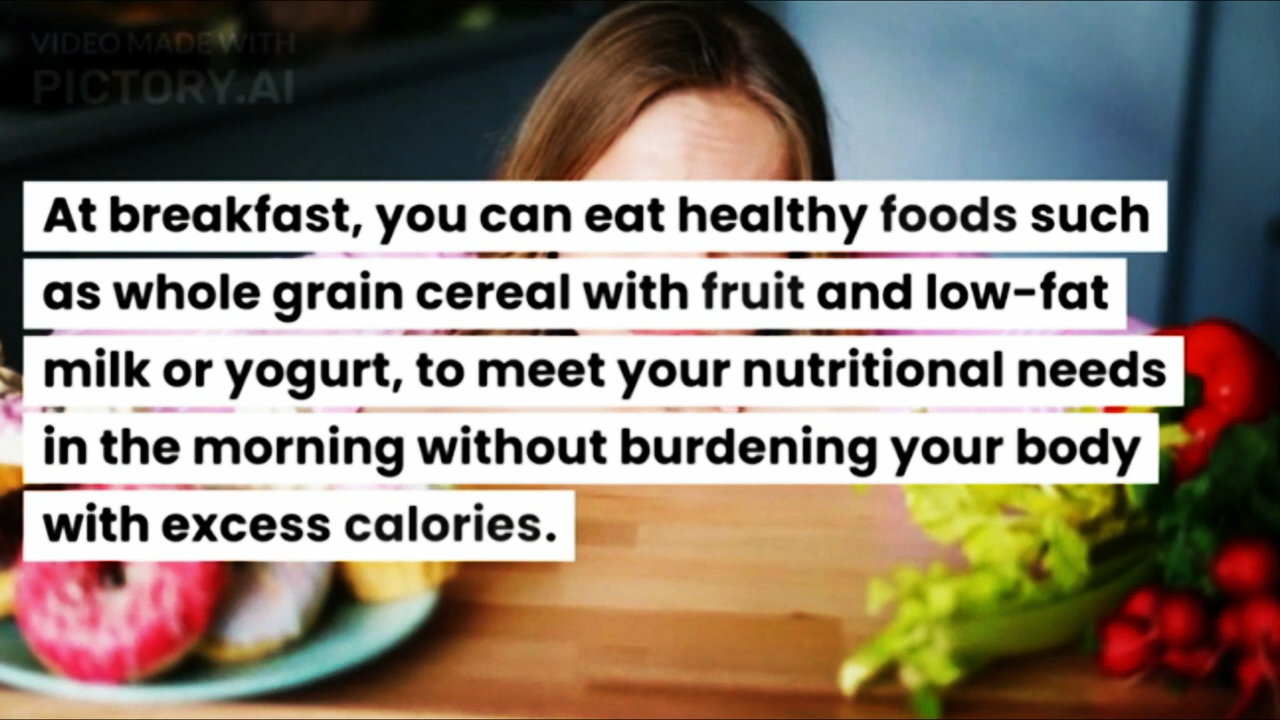 VIDEO MADE WITH
PICTORY.AI
At breakfast, you can eat healthy foods such
as whole grain cereal with fruit and low-fat
milk or yogurt, to meet your nutritional needs
in the morning without burdening your body
with excess calories.